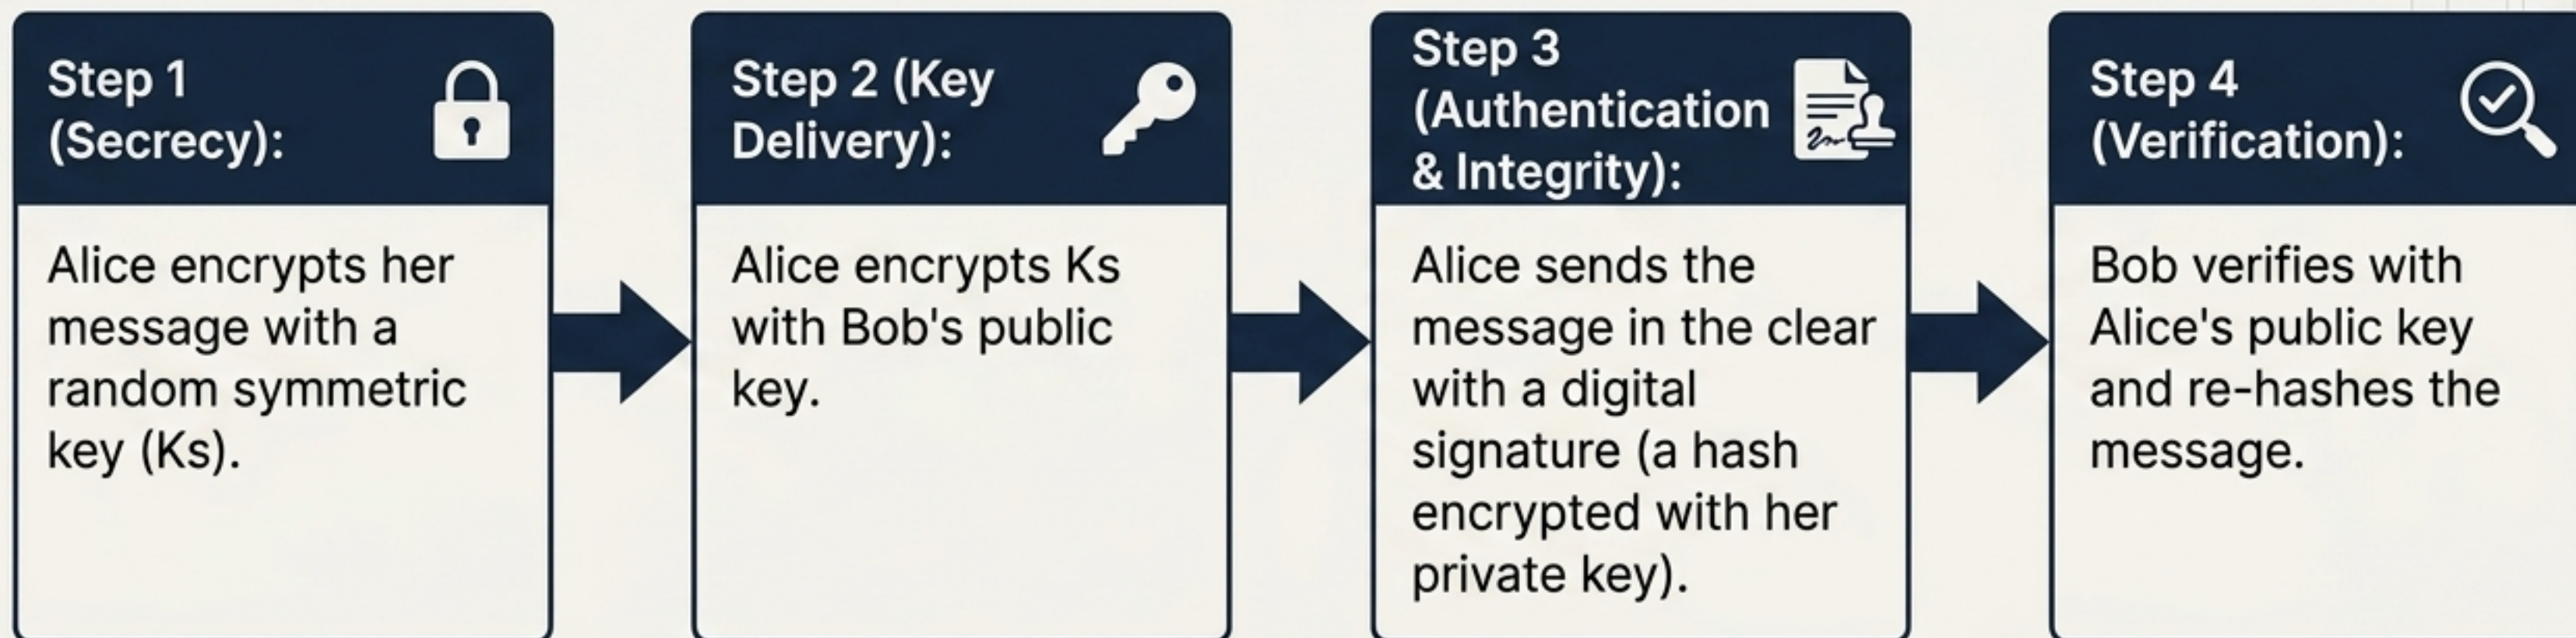 Step 1
(Secrecy):
Alice encrypts her
message with a
random symmetric
key (Ks).
Step 2 (Key
Delivery):
Alice encrypts Ks
with Bob's public
key.
Step 3
(Authentication
& Integrity):
Alice sends the
message in the clear
with a digital
signature (a hash
encrypted with her
private key).
Step 4
(Verification):
Bob verifies with
Alice's public key
and re-hashes the
message.